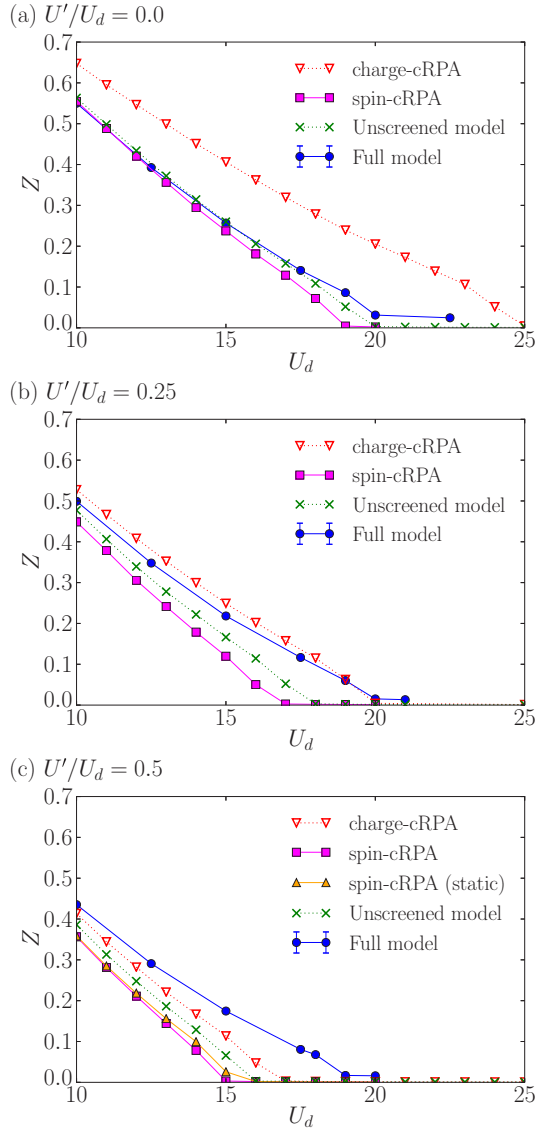 (a) U′/U_d = 0.0
0.7
0.6
0.5
0.4
0.3
0.2
0.1
0.0
Z
charge-cRPA
spin-cRPA
Unscreened model
Full model
10 15 20 25
U_d
(b) U′/U_d = 0.25
0.7
0.6
0.5
0.4
0.3
0.2
0.1
0.0
Z
charge-cRPA
spin-cRPA
Unscreened model
Full model
10 15 20 25
U_d
(c) U′/U_d = 0.5
0.7
0.6
0.5
0.4
0.3
0.2
0.1
0.0
Z
charge-cRPA
spin-cRPA
spin-cRPA (static)
Unscreened model
Full model
10 15 20 25
U_d